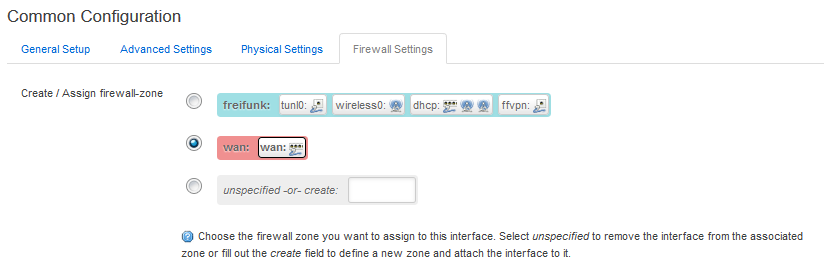 Common Configuration
General Setup Advanced Settings Physical Settings Firewall Settings
Create / Assign firewall-zone
freifunk: tunl0: wireless0: dhcp: ffvpn:
wan: wan:
unspecified -or- create:
Choose the firewall zone you want to assign to this interface. Select unspecified to remove the interface from the associated
zone or fill out the create field to define a new zone and attach the interface to it.